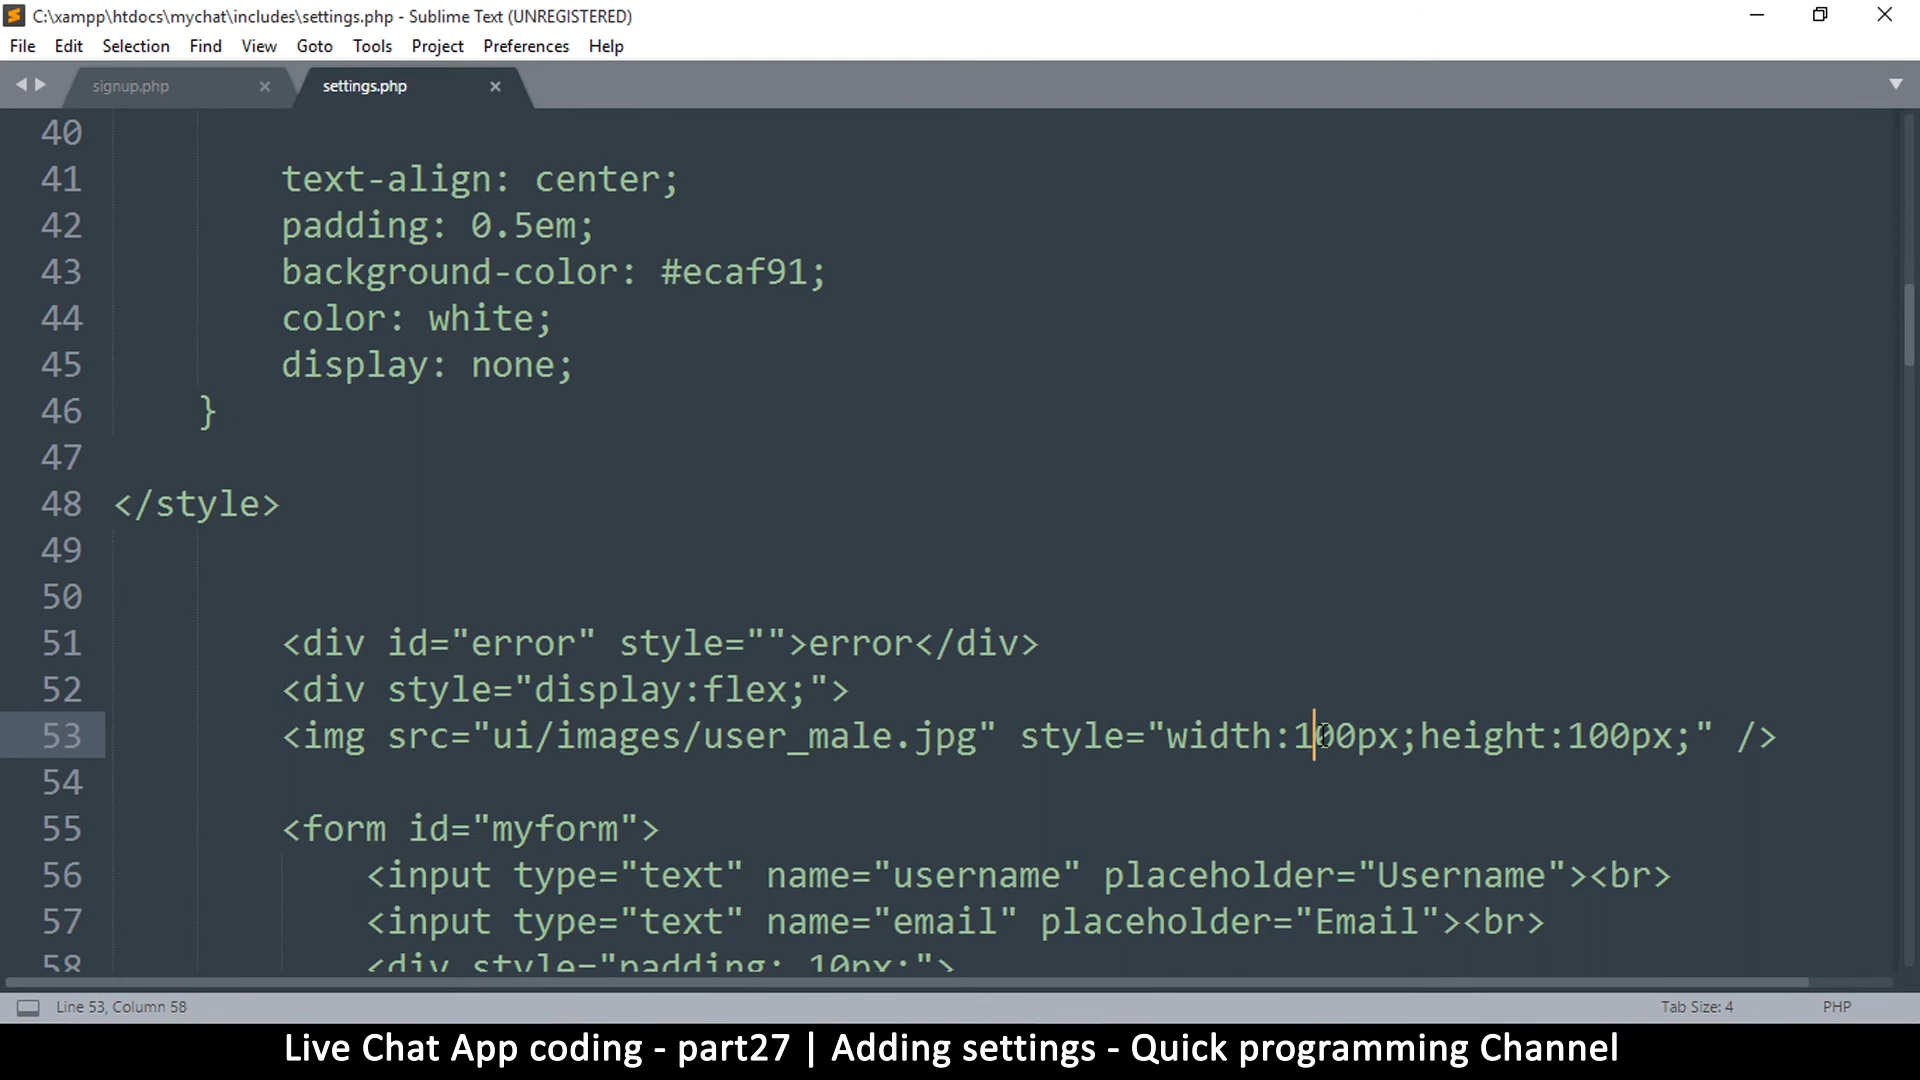 C:\xampp\htdocs\mychat\includes\settings.php - Sublime Text (UNREGISTERED)
File Edit Selection Find View Goto Tools Project Preferences Help
signup.php settings.php
40
41 text-align: center;
42 padding: 0.5em;
43 background-color: #ecaf91;
44 color: white;
45 display: none;
46 }
47
48 </style>
49
50
51 <div id="error" style="">error</div>
52 <div style="display:flex;">
53 <img src="ui/images/user_male.jpg" style="width:100px;height:100px;" />
54
55 <form id="myform">
56 <input type="text" name="username" placeholder="Username"><br>
57 <input type="text" name="email" placeholder="Email"><br>
58 <div style="padding: 10px;">
Line 53, Column 58 Tab Size: 4 PHP
Live Chat App coding - part27 | Adding settings - Quick programming Channel